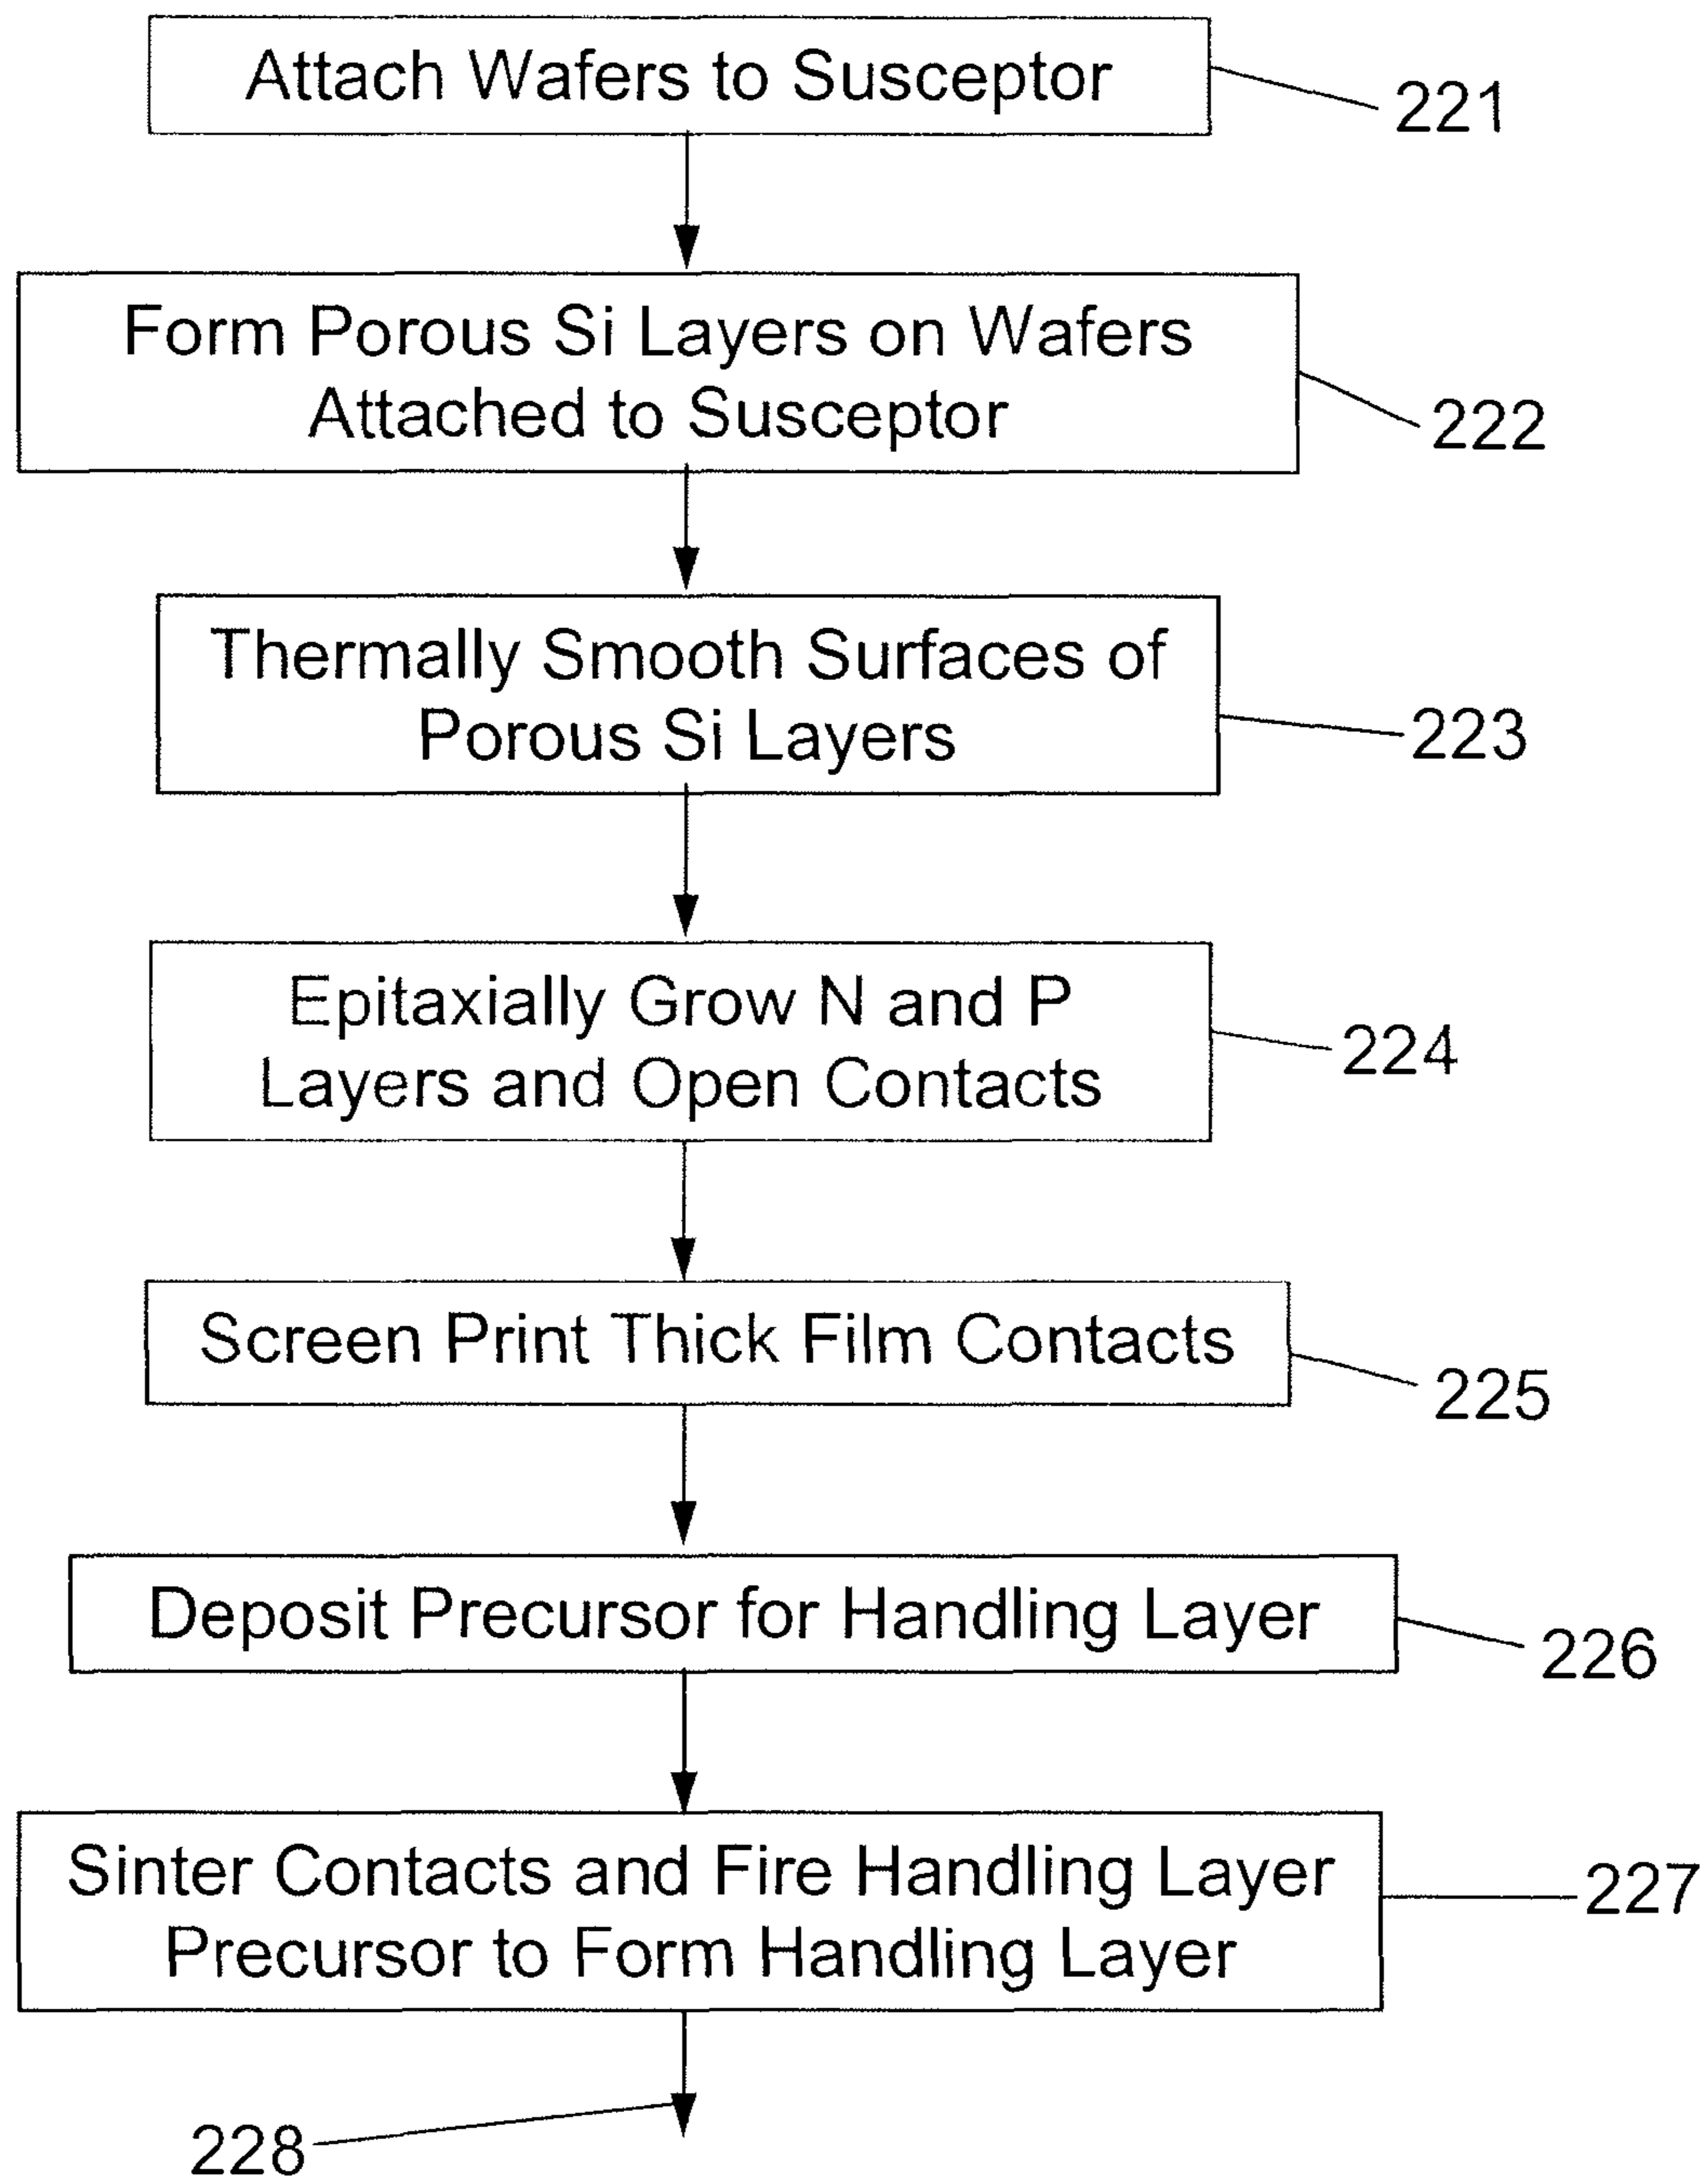 Attach Wafers to Susceptor
221
Form Porous Si Layers on Wafers
Attached to Susceptor
222
Thermally Smooth Surfaces of
Porous Si Layers
223
Epitaxially Grow N and P
Layers and Open Contacts
224
Screen Print Thick Film Contacts
225
Deposit Precursor for Handling Layer
226
Sinter Contacts and Fire Handling Layer
Precursor to Form Handling Layer
227
228